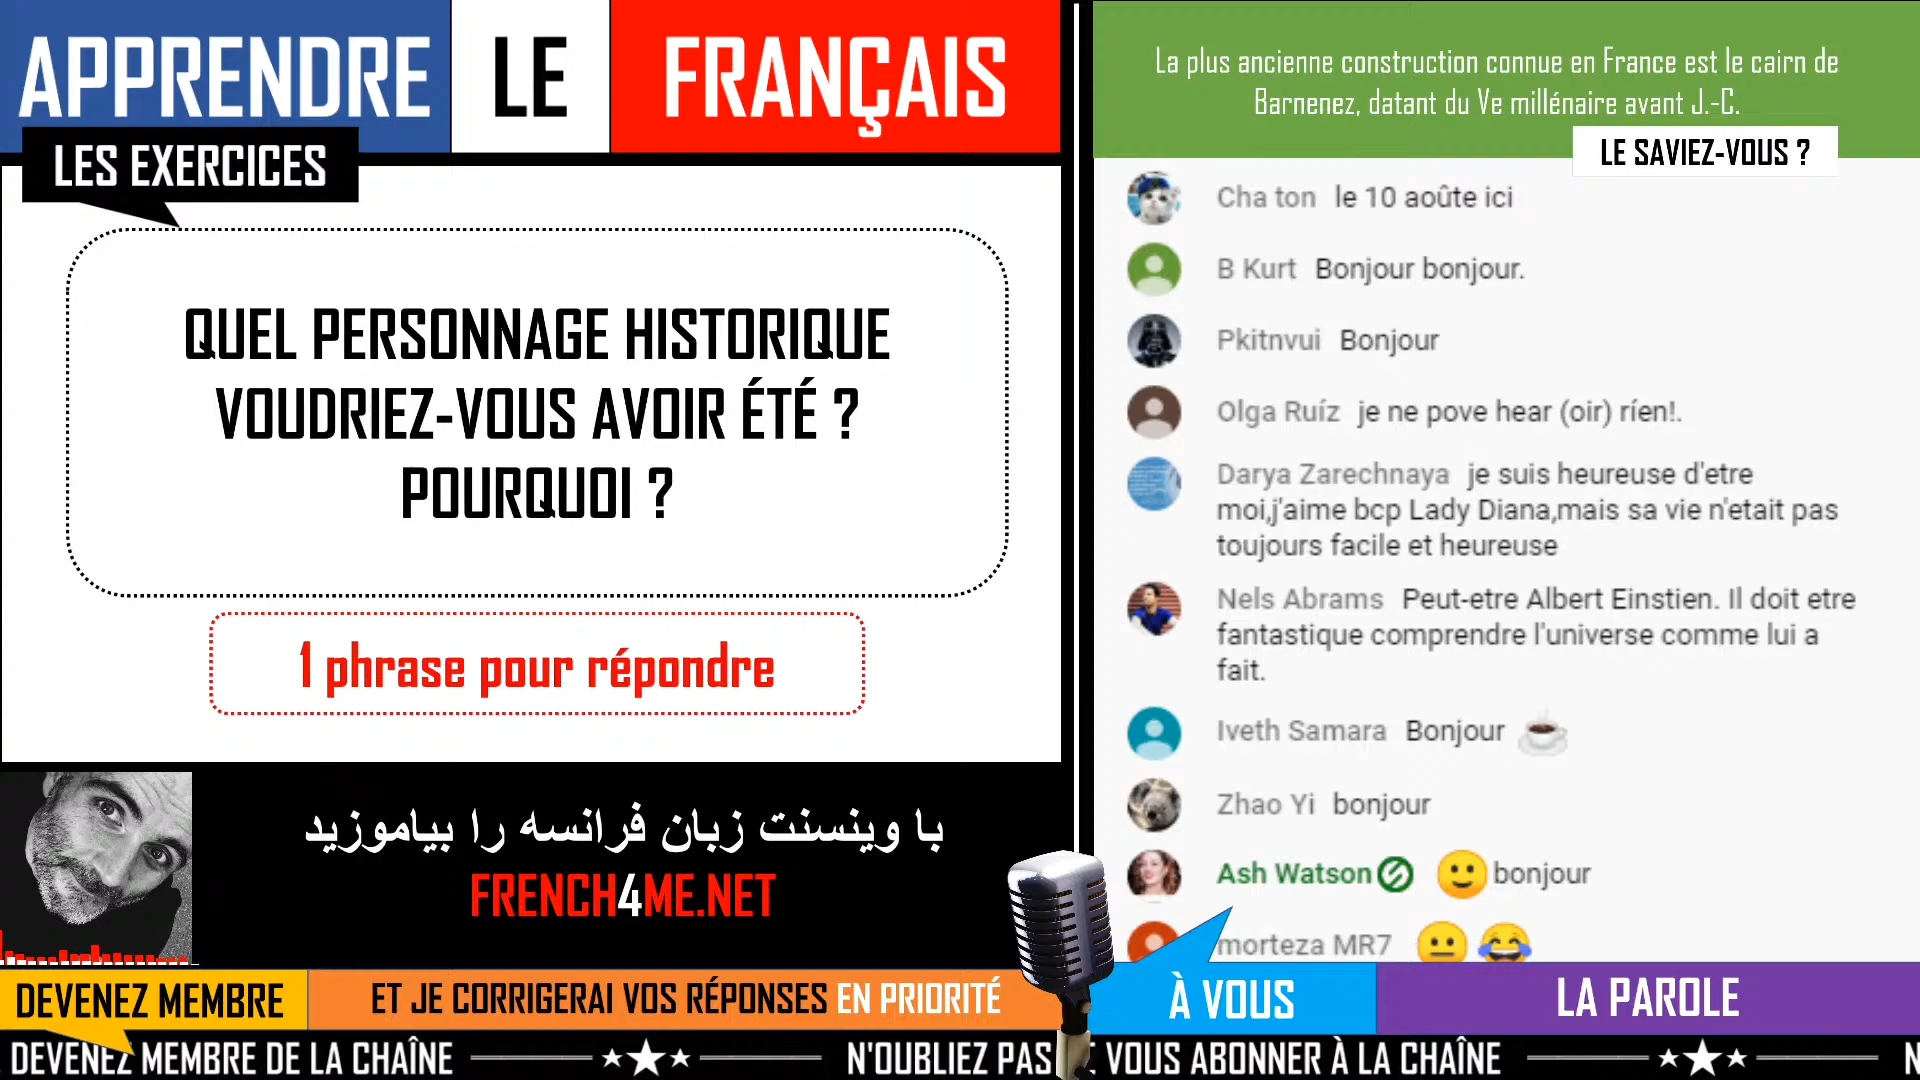 APPRENDRE LE FRANÇAIS
LES EXERCICES
QUEL PERSONNAGE HISTORIQUE
VOUDRIEZ-VOUS AVOIR ÉTÉ ?
POURQUOI ?
1 phrase pour répondre
با وینسنت زبان فرانسه را بیاموزید
FRENCH4ME.NET
La plus ancienne construction connue en France est le cairn de
Barnenez, datant du Ve millénaire avant J.-C.
LE SAVIEZ-VOUS ?
Cha ton le 10 aoûte ici
B Kurt Bonjour bonjour.
Pkitnvui Bonjour
Olga Ruíz je ne pove hear (oir) ríen!.
Darya Zarechnaya je suis heureuse d'etre
moi,j'aime bcp Lady Diana,mais sa vie n'etait pas
toujours facile et heureuse
Nels Abrams Peut-etre Albert Einstien. Il doit etre
fantastique comprendre l'universe comme lui a
fait.
Iveth Samara Bonjour
Zhao Yi bonjour
Ash Watson bonjour
morteza MR7
DEVENEZ MEMBRE ET JE CORRIGERAI VOS RÉPONSES EN PRIORITÉ
À VOUS LA PAROLE
DEVENEZ MEMBRE DE LA CHAÎNE N'OUBLIEZ PAS VOUS ABONNER À LA CHAÎNE N